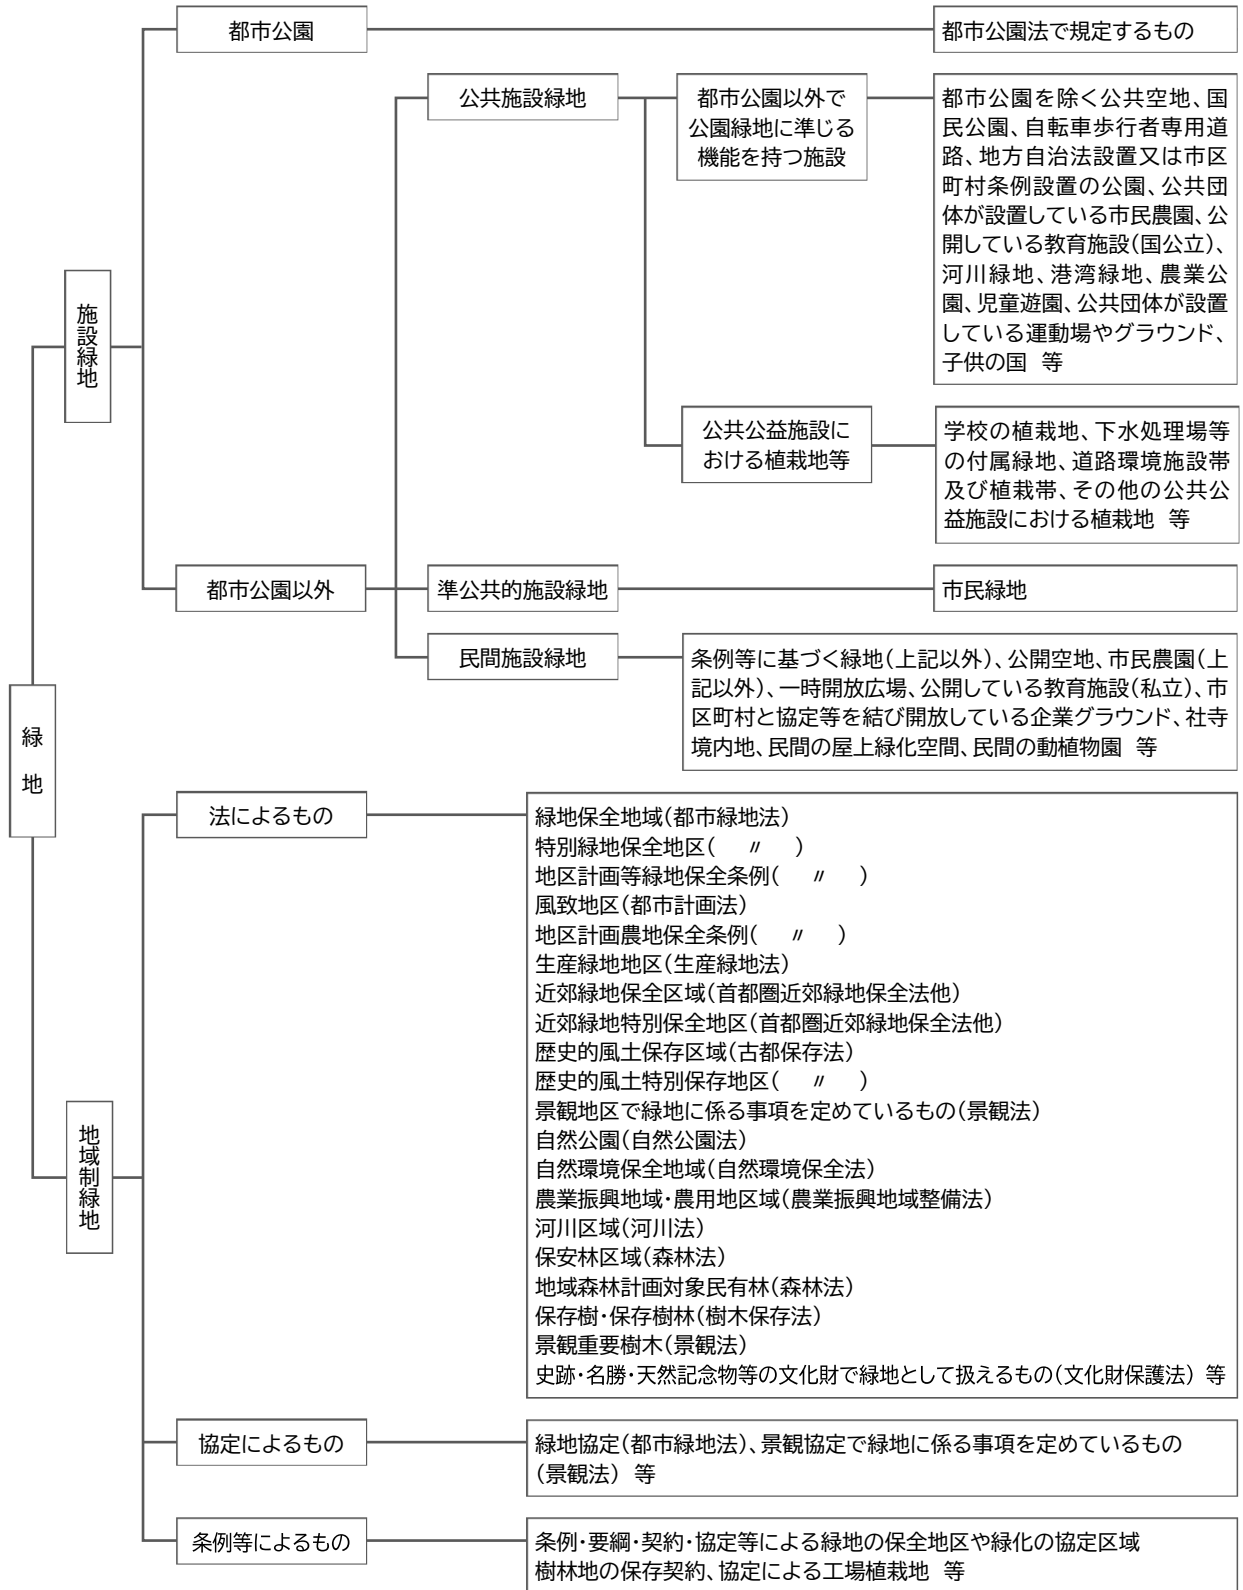 都市公園
都市公園法で規定するもの
公共施設緑地
都市公園以外で
公園緑地に準じる
機能を持つ施設
都市公園を除く公共空地、国
民公園、自転車歩行者専用道
路、地方自治法設置又は市区
町村条例設置の公園、公共団
体が設置している市民農園、公
開している教育施設(国公立)、
河川緑地、港湾緑地、農業公
園、児童遊園、公共団体が設置
している運動場やグラウンド、
子供の国 等
施設緑地
公共公益施設に
おける植栽地等
学校の植栽地、下水処理場等
の付属緑地、道路環境施設帯
及び植栽帯、その他の公共公
益施設における植栽地 等
都市公園以外
準公共的施設緑地
市民緑地
民間施設緑地
条例等に基づく緑地(上記以外)、公開空地、市民農園(上
記以外)、一時開放広場、公開している教育施設(私立)、市
区町村と協定等を結び開放している企業グラウンド、社寺
境内地、民間の屋上緑化空間、民間の動植物園 等
緑地
法によるもの
緑地保全地域(都市緑地法)
特別緑地保全地区( 〃 )
地区計画等緑地保全条例( 〃 )
風致地区(都市計画法)
地区計画農地保全条例( 〃 )
生産緑地地区(生産緑地法)
近郊緑地保全区域(首都圏近郊緑地保全法他)
近郊緑地特別保全地区(首都圏近郊緑地保全法他)
歴史的風土保存区域(古都保存法)
歴史的風土特別保存地区( 〃 )
景観地区で緑地に係る事項を定めているもの(景観法)
自然公園(自然公園法)
自然環境保全地域(自然環境保全法)
農業振興地域・農用地区域(農業振興地域整備法)
河川区域(河川法)
保安林区域(森林法)
地域森林計画対象民有林(森林法)
保存樹・保存樹林(樹木保存法)
景観重要樹木(景観法)
史跡・名勝・天然記念物等の文化財で緑地として扱えるもの(文化財保護法) 等
地域制緑地
協定によるもの
緑地協定(都市緑地法)、景観協定で緑地に係る事項を定めているもの
(景観法) 等
条例等によるもの
条例・要綱・契約・協定等による緑地の保全地区や緑化の協定区域
樹林地の保存契約、協定による工場植栽地 等